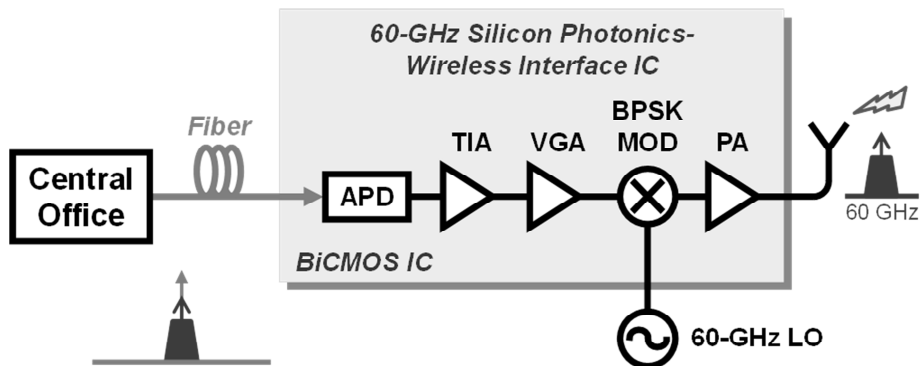 60-GHz Silicon Photonics-
Wireless Interface IC
Fiber
Central
Office
APD
TIA
VGA
BPSK
MOD
PA
BiCMOS IC
60-GHz LO
60 GHz